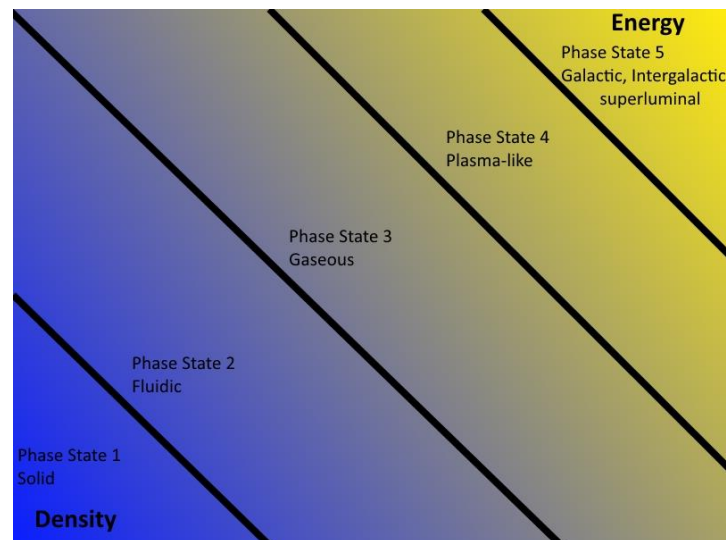 Energy
Phase State 5
Galactic, Intergalactic
superluminal
Phase State 4
Plasma-like
Phase State 3
Gaseous
Phase State 2
Fluidic
Phase State 1
Solid
Density